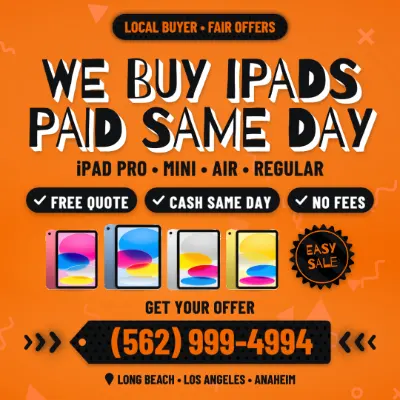 LOCAL BUYER • FAIR OFFERS
WE BUY IPADS
PAID SAME DAY
iPAD PRO • MINI • AIR • REGULAR
FREE QUOTE
CASH SAME DAY
NO FEES
EASY
SALE
GET YOUR OFFER
(562) 999-4994
LONG BEACH • LOS ANGELES • ANAHEIM